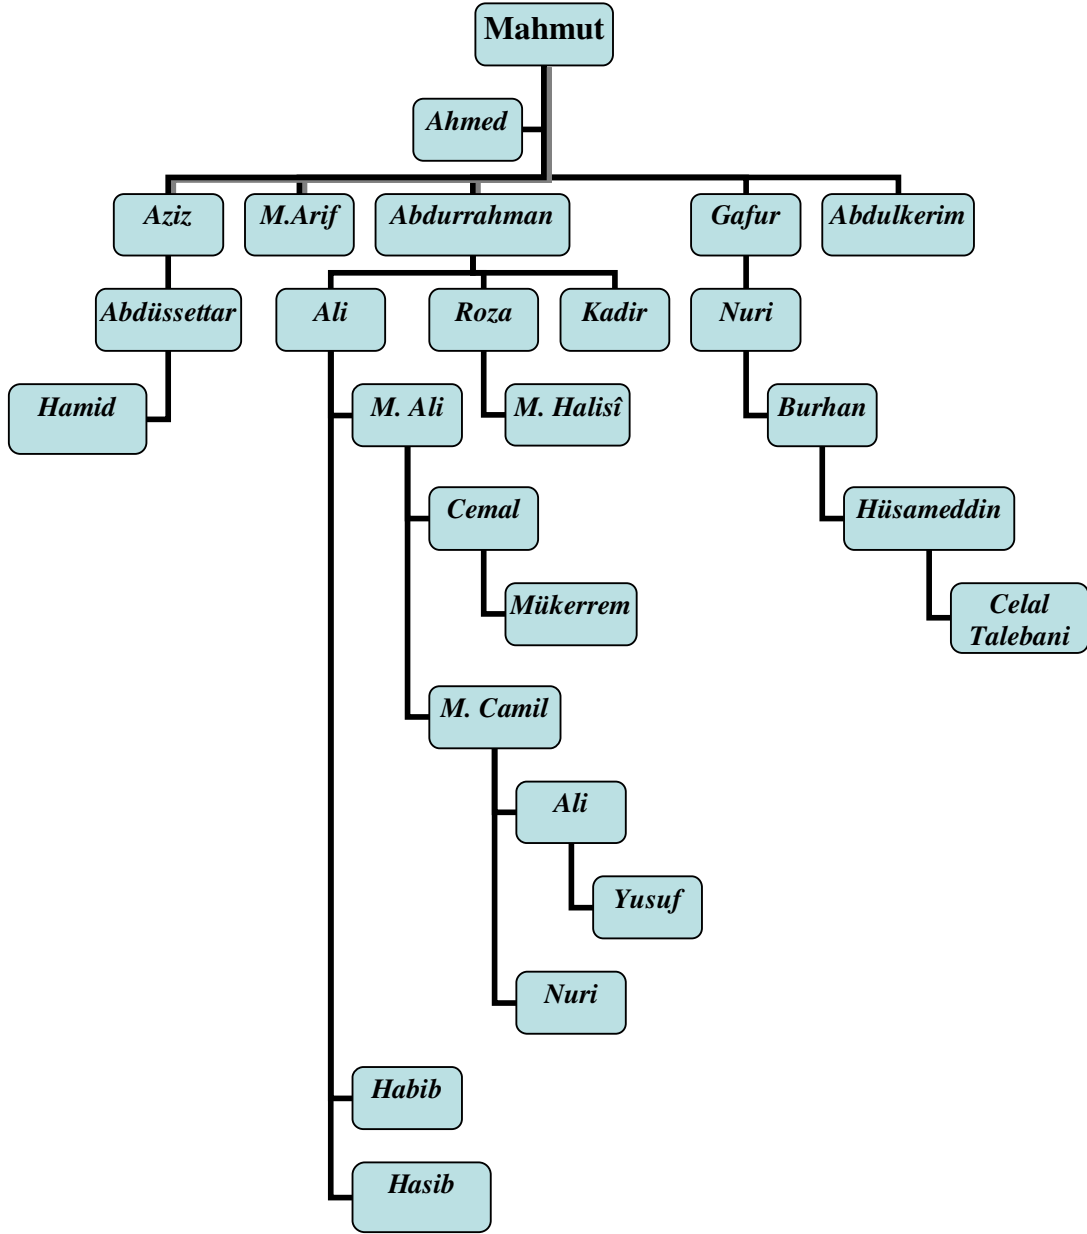 Mahmut
Ahmed
Aziz
M.Arif
Abdurrahman
Gafur
Abdulkerim
Abdüssettar
Ali
Roza
Kadir
Nuri
Hamid
M. Ali
M. Halisî
Burhan
Cemal
Hüsameddin
Mükerrem
Celal
Talebani
M. Camil
Ali
Yusuf
Nuri
Habib
Hasib